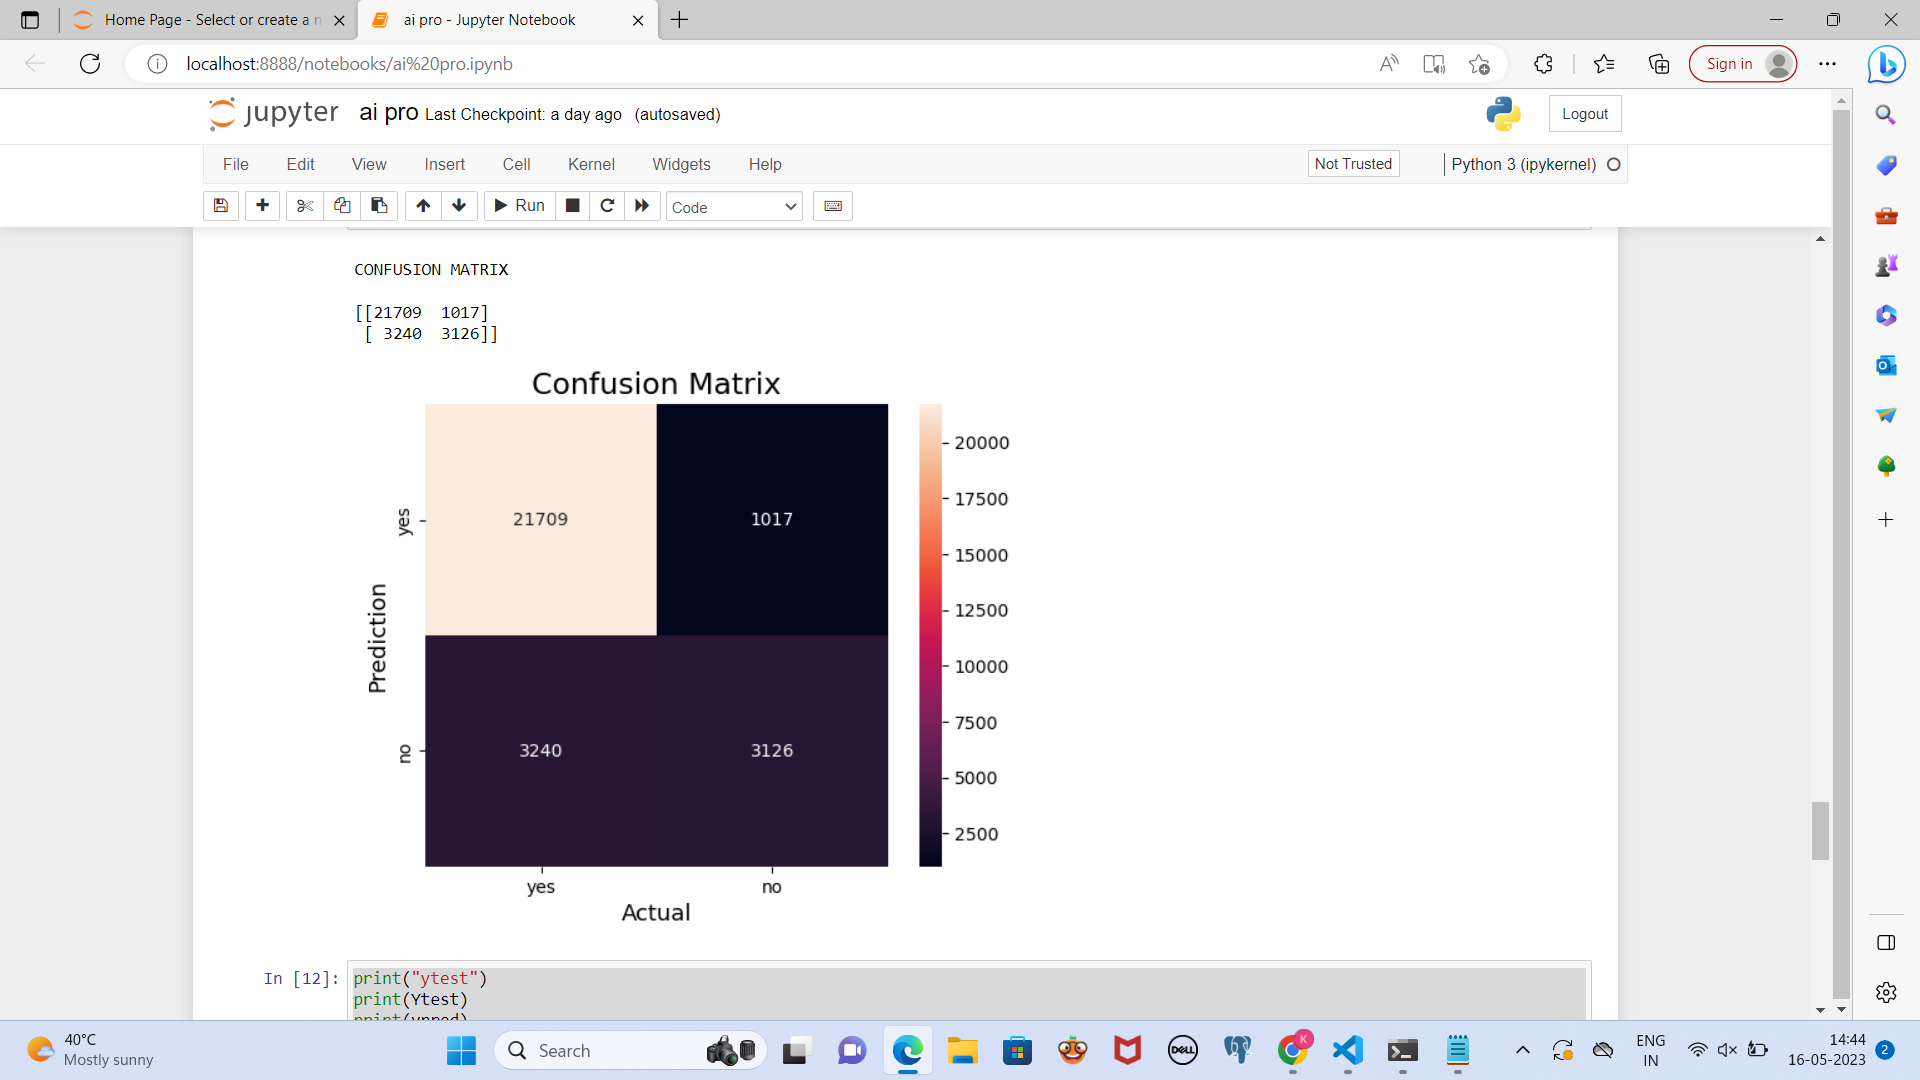 Home Page - Select or create a n
ai pro - Jupyter Notebook
localhost:8888/notebooks/ai%20pro.ipynb
Sign in
jupyter
ai pro Last Checkpoint: a day ago (autosaved)
Logout
File Edit View Insert Cell Kernel Widgets Help
Not Trusted
Python 3 (ipykernel)
Run
Code
CONFUSION MATRIX
[[21709 1017]
[ 3240 3126]]
Confusion Matrix
20000
17500
15000
12500
10000
7500
5000
2500
yes
21709
1017
Prediction
no
3240
3126
yes
no
Actual
In [12]:
print("ytest")
print(Ytest)
print(ypred)
40°C
Mostly sunny
Search
DELL
K
ENG
IN
14:44
16-05-2023
2